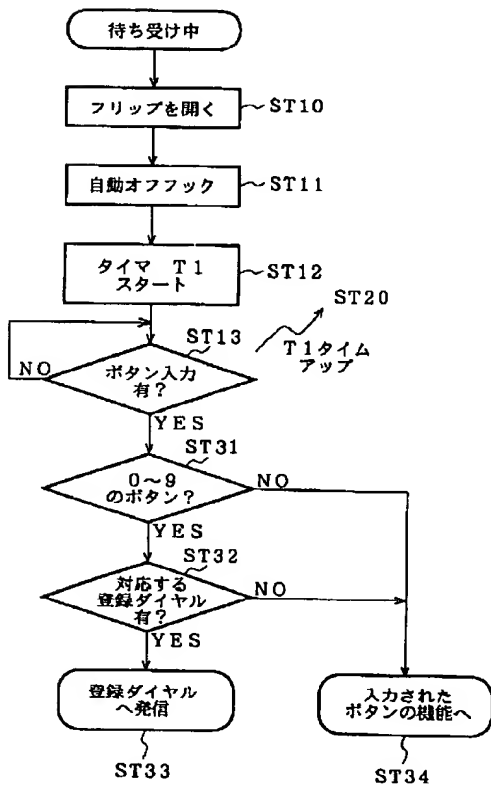 待ち受け中
フリップを開く
ST10
自動オフフック
ST11
タイマ T1
スタート
ST12
ST20
T1タイム
アップ
ST13
NO
ボタン入力
有?
YES
ST31
0~9
のボタン?
NO
YES
ST32
対応する
登録ダイヤル
有?
NO
YES
登録ダイヤル
へ発信
入力された
ボタンの機能へ
ST33
ST34